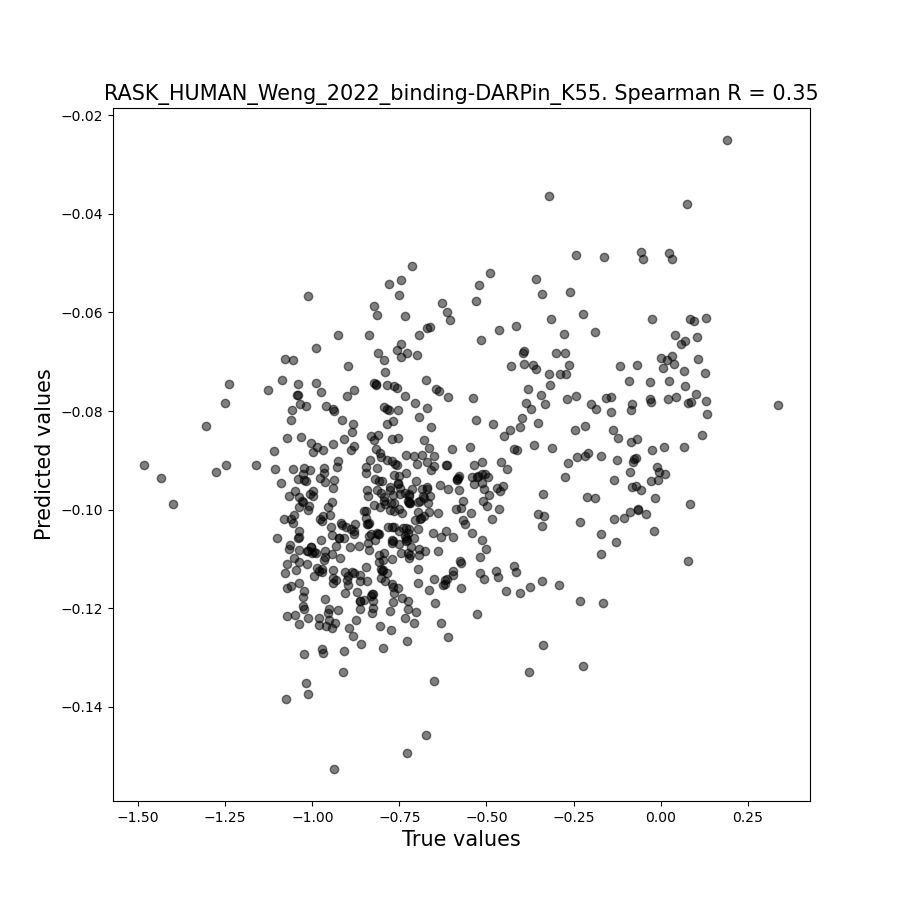 RASK_HUMAN_Weng_2022_binding-DARPin_K55. Spearman R = 0.35
−0.02
−0.04
−0.06
−0.08
−0.10
−0.12
−0.14
Predicted values
−1.50 −1.25 −1.00 −0.75 −0.50 −0.25 0.00 0.25
True values